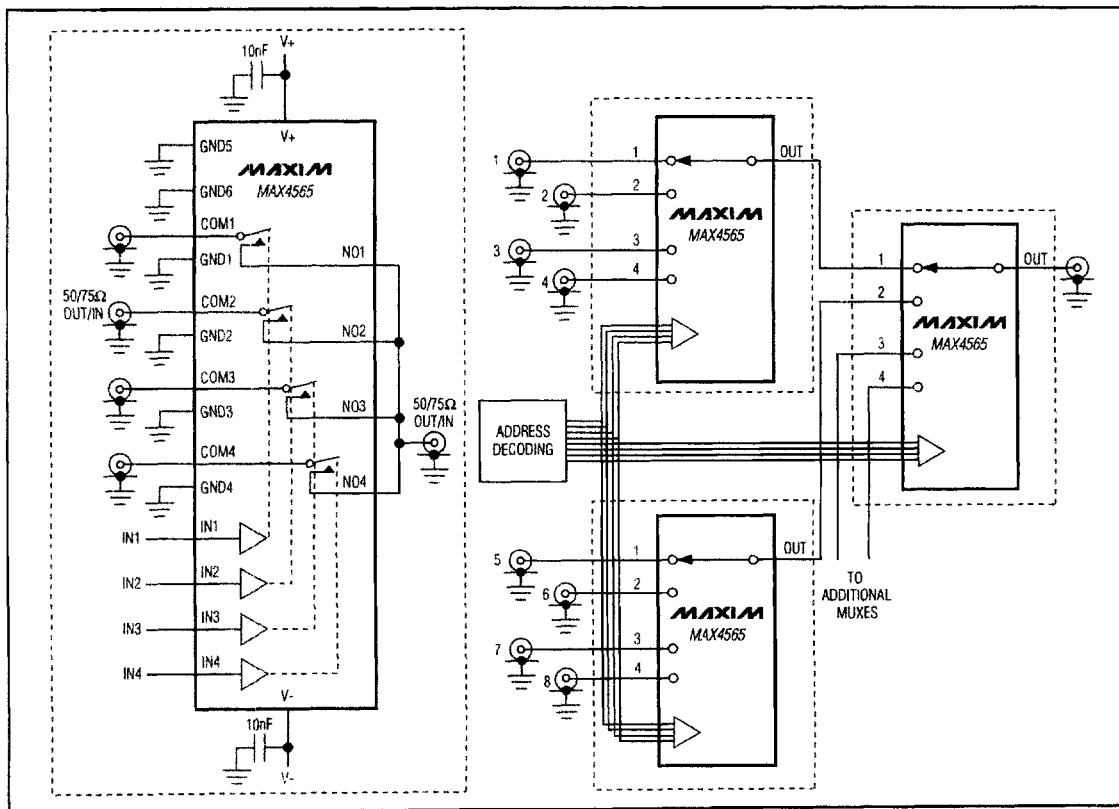 10nF
V+
V+
GND5
MAXIM
MAX4565
GND6
COM1
NO1
GND1
50/75Ω
OUT/IN
COM2
NO2
GND2
COM3
NO3
50/75Ω
OUT/IN
GND3
COM4
NO4
GND4
IN1
IN1
IN2
IN2
IN3
IN3
IN4
IN4
V-
10nF
V-
1
1
OUT
2
2
MAXIM
MAX4565
3
3
4
4
ADDRESS
DECODING
1
OUT
2
MAXIM
MAX4565
3
4
5
1
OUT
6
2
MAXIM
MAX4565
7
3
8
4
TO
ADDITIONAL
MUXES